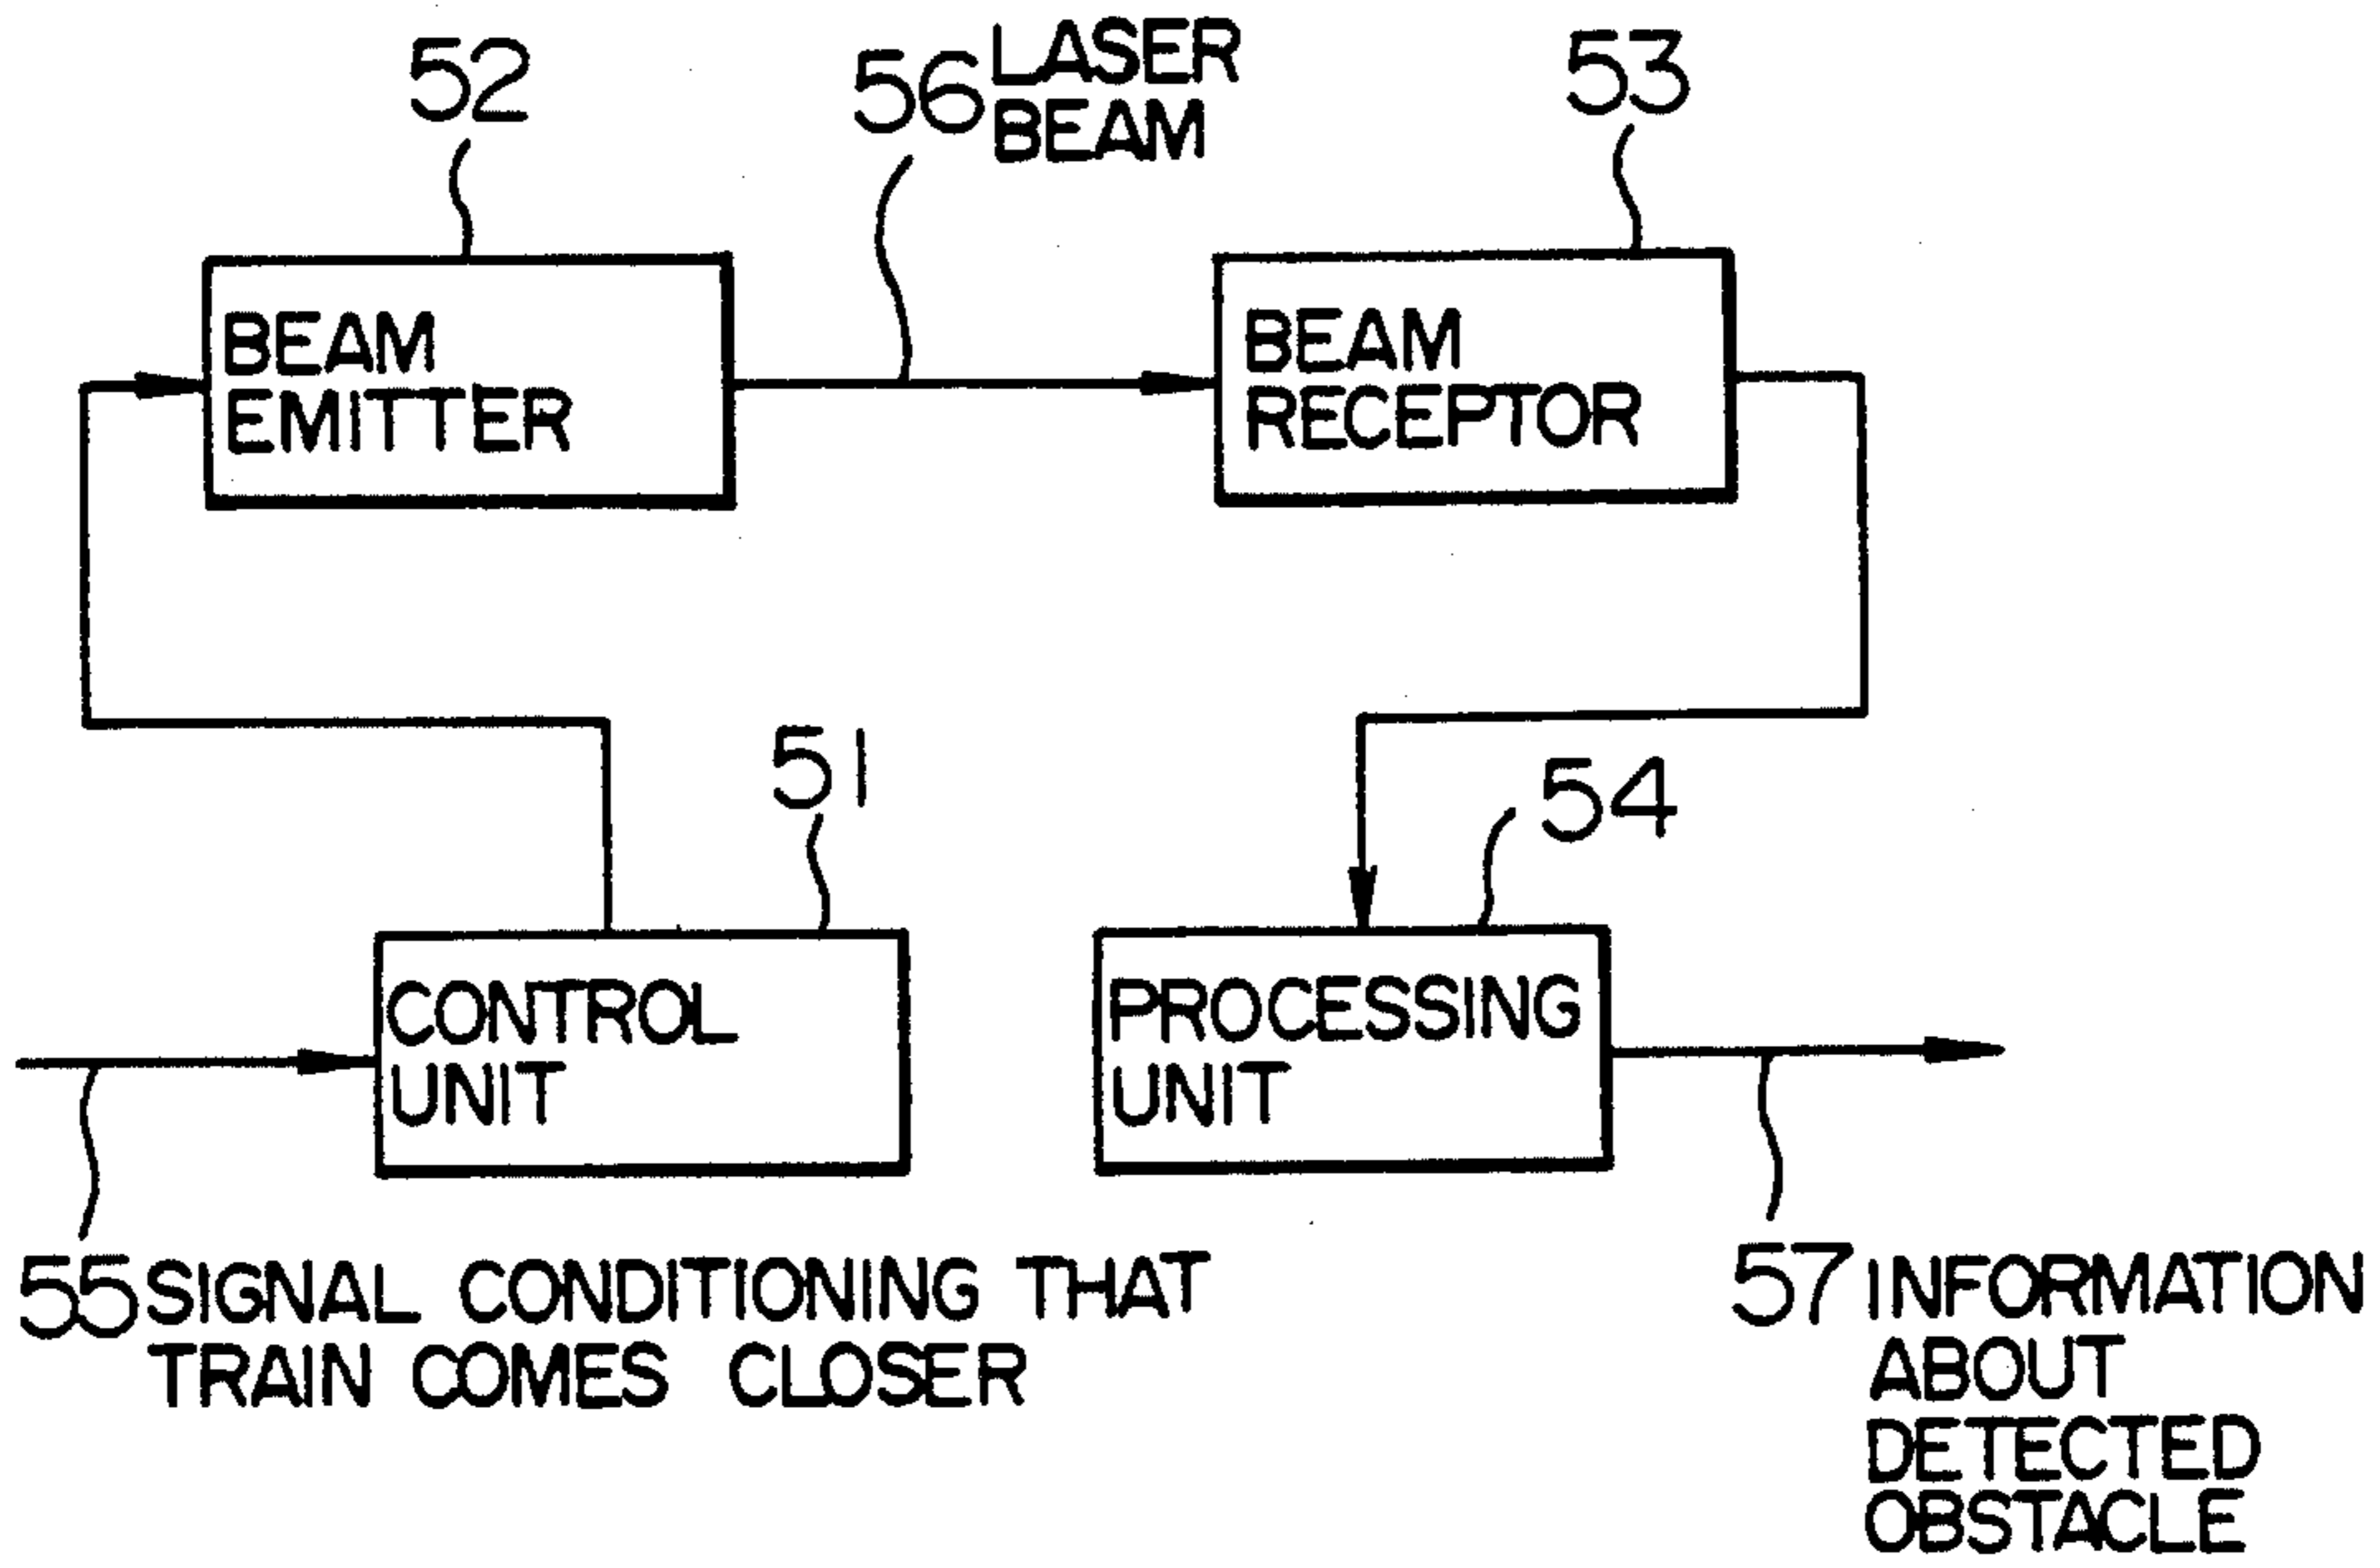 52
56 LASER
BEAM
53
BEAM
EMITTER
BEAM
RECEPTOR
51
54
CONTROL
UNIT
PROCESSING
UNIT
55 SIGNAL CONDITIONING THAT
TRAIN COMES CLOSER
57 INFORMATION
ABOUT
DETECTED
OBSTACLE